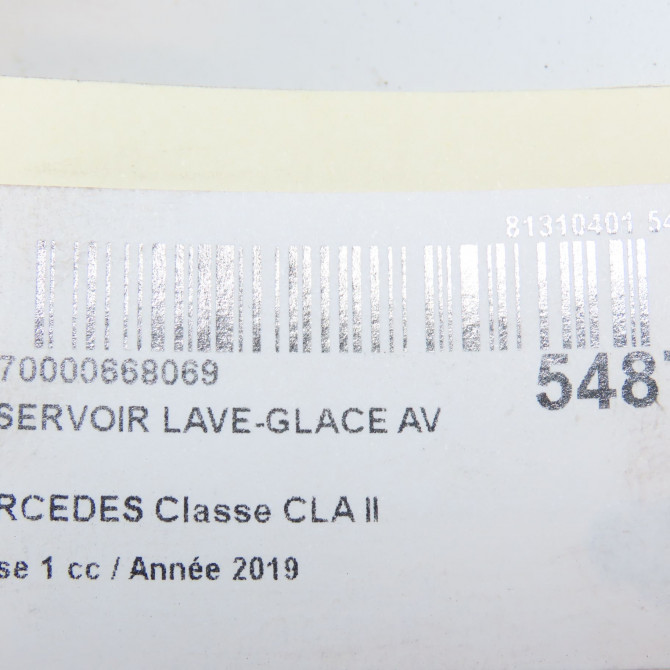 81310401 54
70000668069
548
SERVOIR LAVE-GLACE AV
RCEDES Classe CLA II
se 1 cc / Année 2019